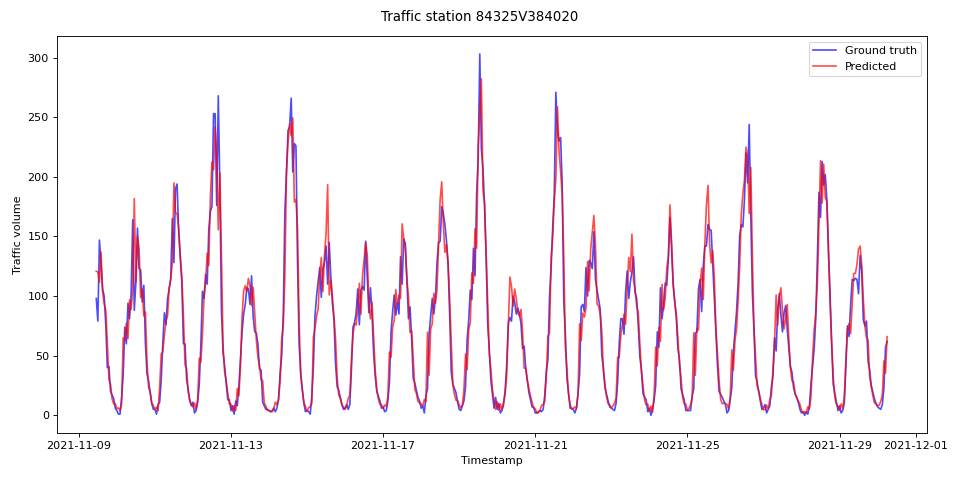 Traffic station 84325V384020
Ground truth
Predicted
Traffic volume
300
250
200
150
100
50
0
2021-11-09 2021-11-13 2021-11-17 2021-11-21 2021-11-25 2021-11-29 2021-12-01
Timestamp